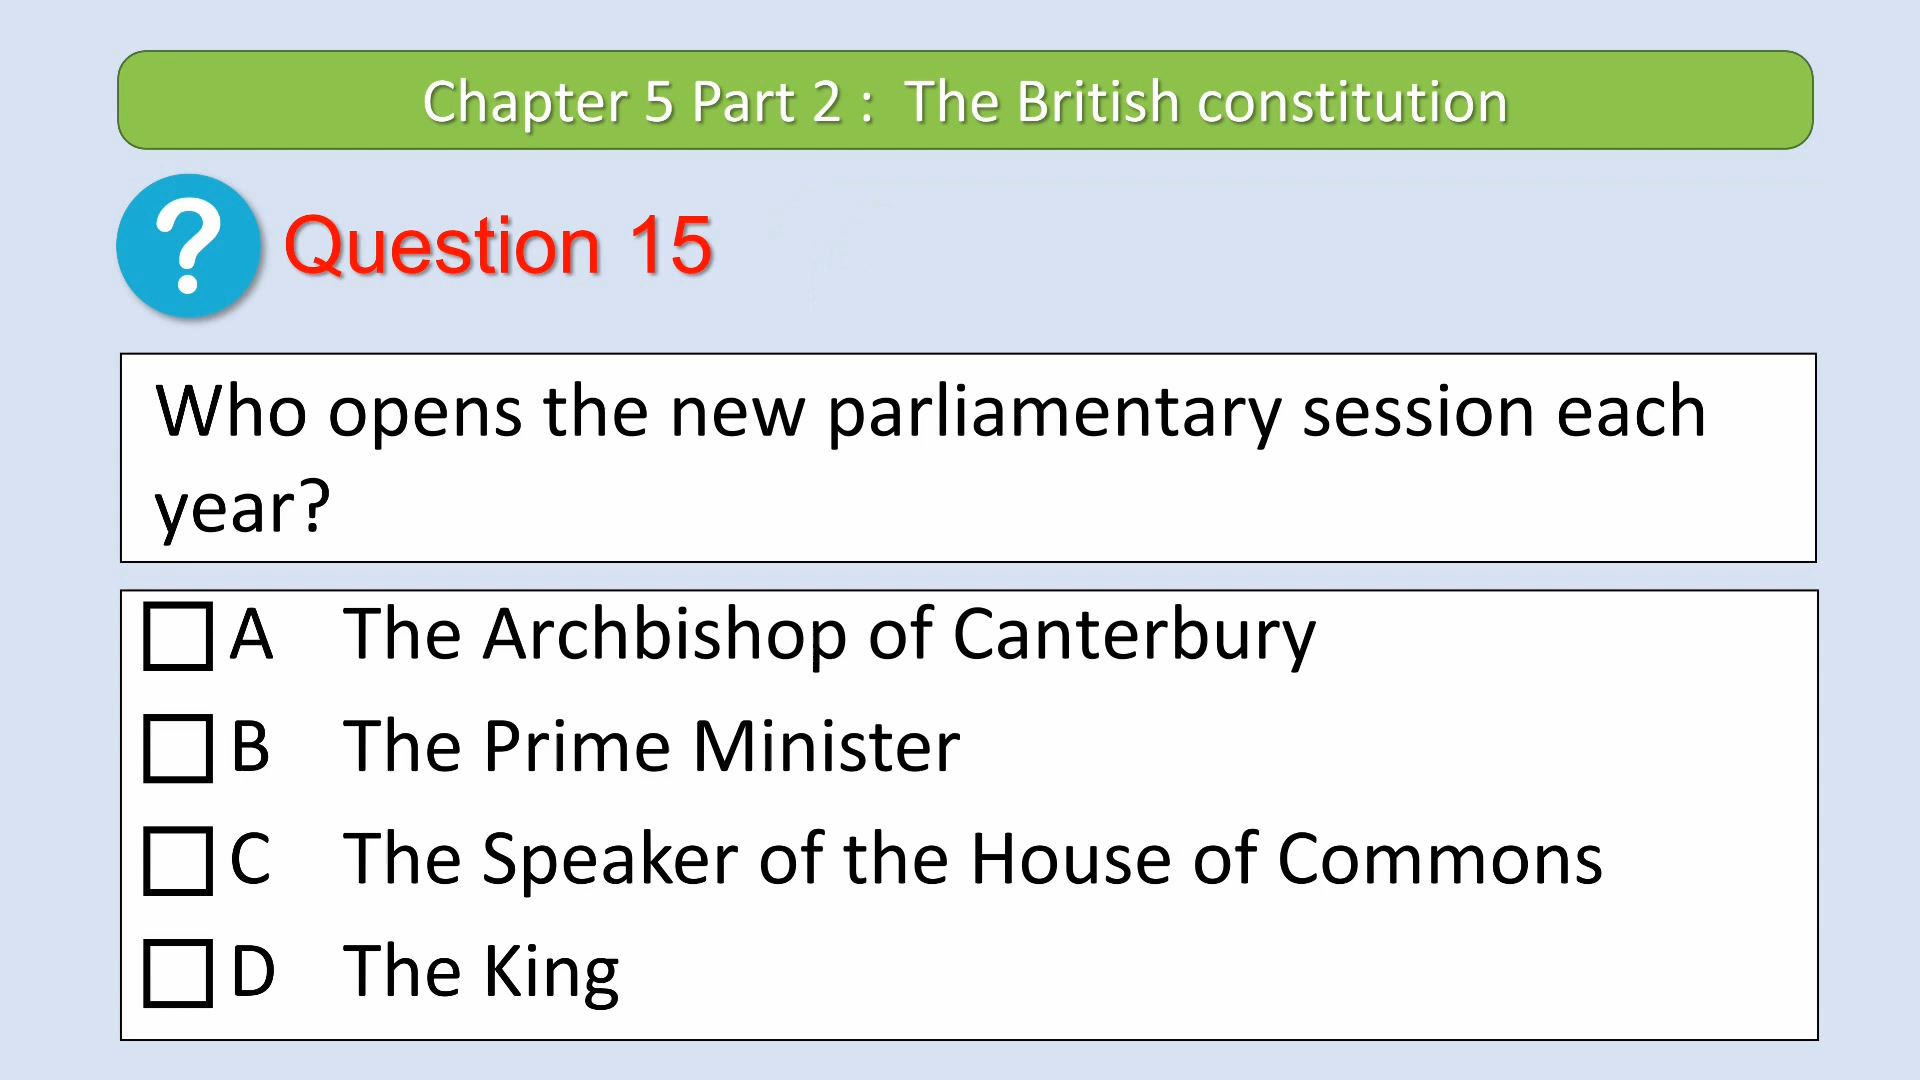 Chapter 5 Part 2 :  The British constitution
?
Question 15
Who opens the new parliamentary session each
year?
A The Archbishop of Canterbury
B The Prime Minister
C The Speaker of the House of Commons
D The King